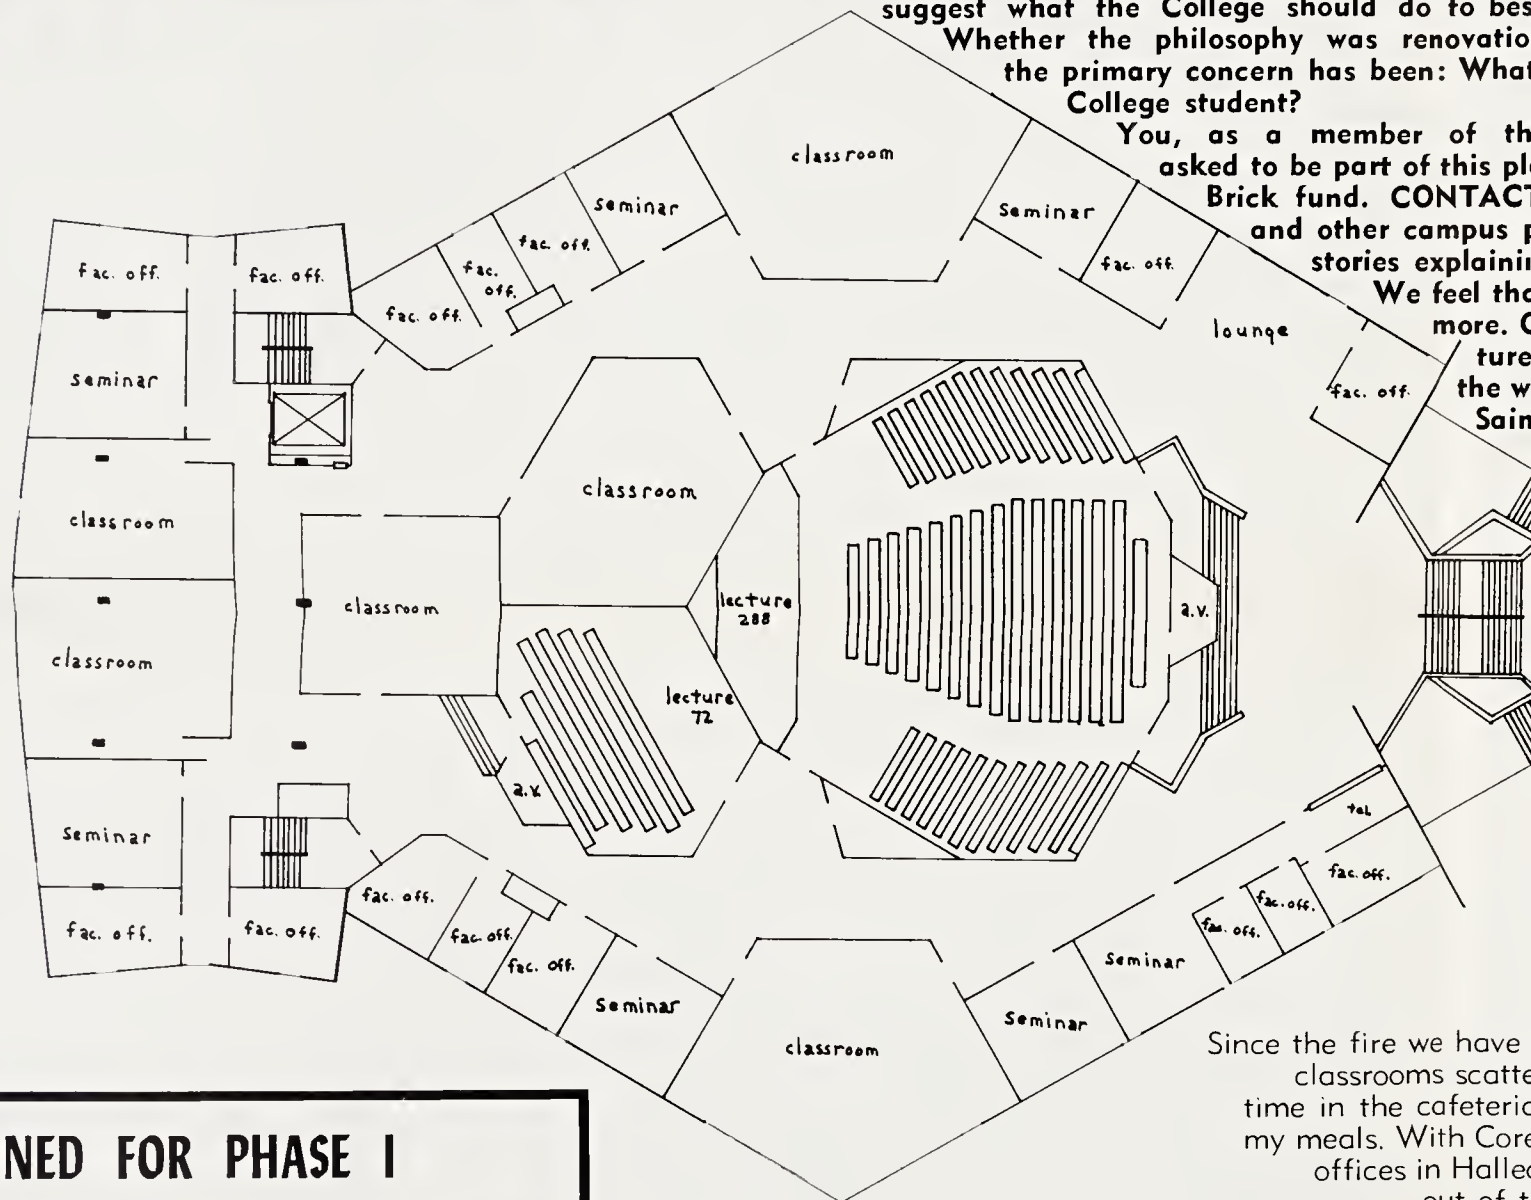 suggest what the College should do to bes
Whether the philosophy was renovatio
the primary concern has been: What
College student?
You, as a member of th
asked to be part of this pl
Brick fund. CONTACT
and other campus p
stories explaini
We feel tha
more. C
ture
the w
Sain
classroom
seminar
fac. off.
fac. off.
fac. off.
seminar
fac. off.
lounge
fac. off.
fac. off.
fac. off.
seminar
classroom
classroom
classroom
classroom
lecture
288
lecture
72
a.v.
a.v.
seminar
fac. off.
fac. off.
fac. off.
fac. off.
fac. off.
seminar
classroom
seminar
seminar
fac. off.
fac. off.
fac. off.
tel.
NED FOR PHASE I
Since the fire we have
classrooms scatte
time in the cafeteria
my meals. With Core
offices in Halle
out of t